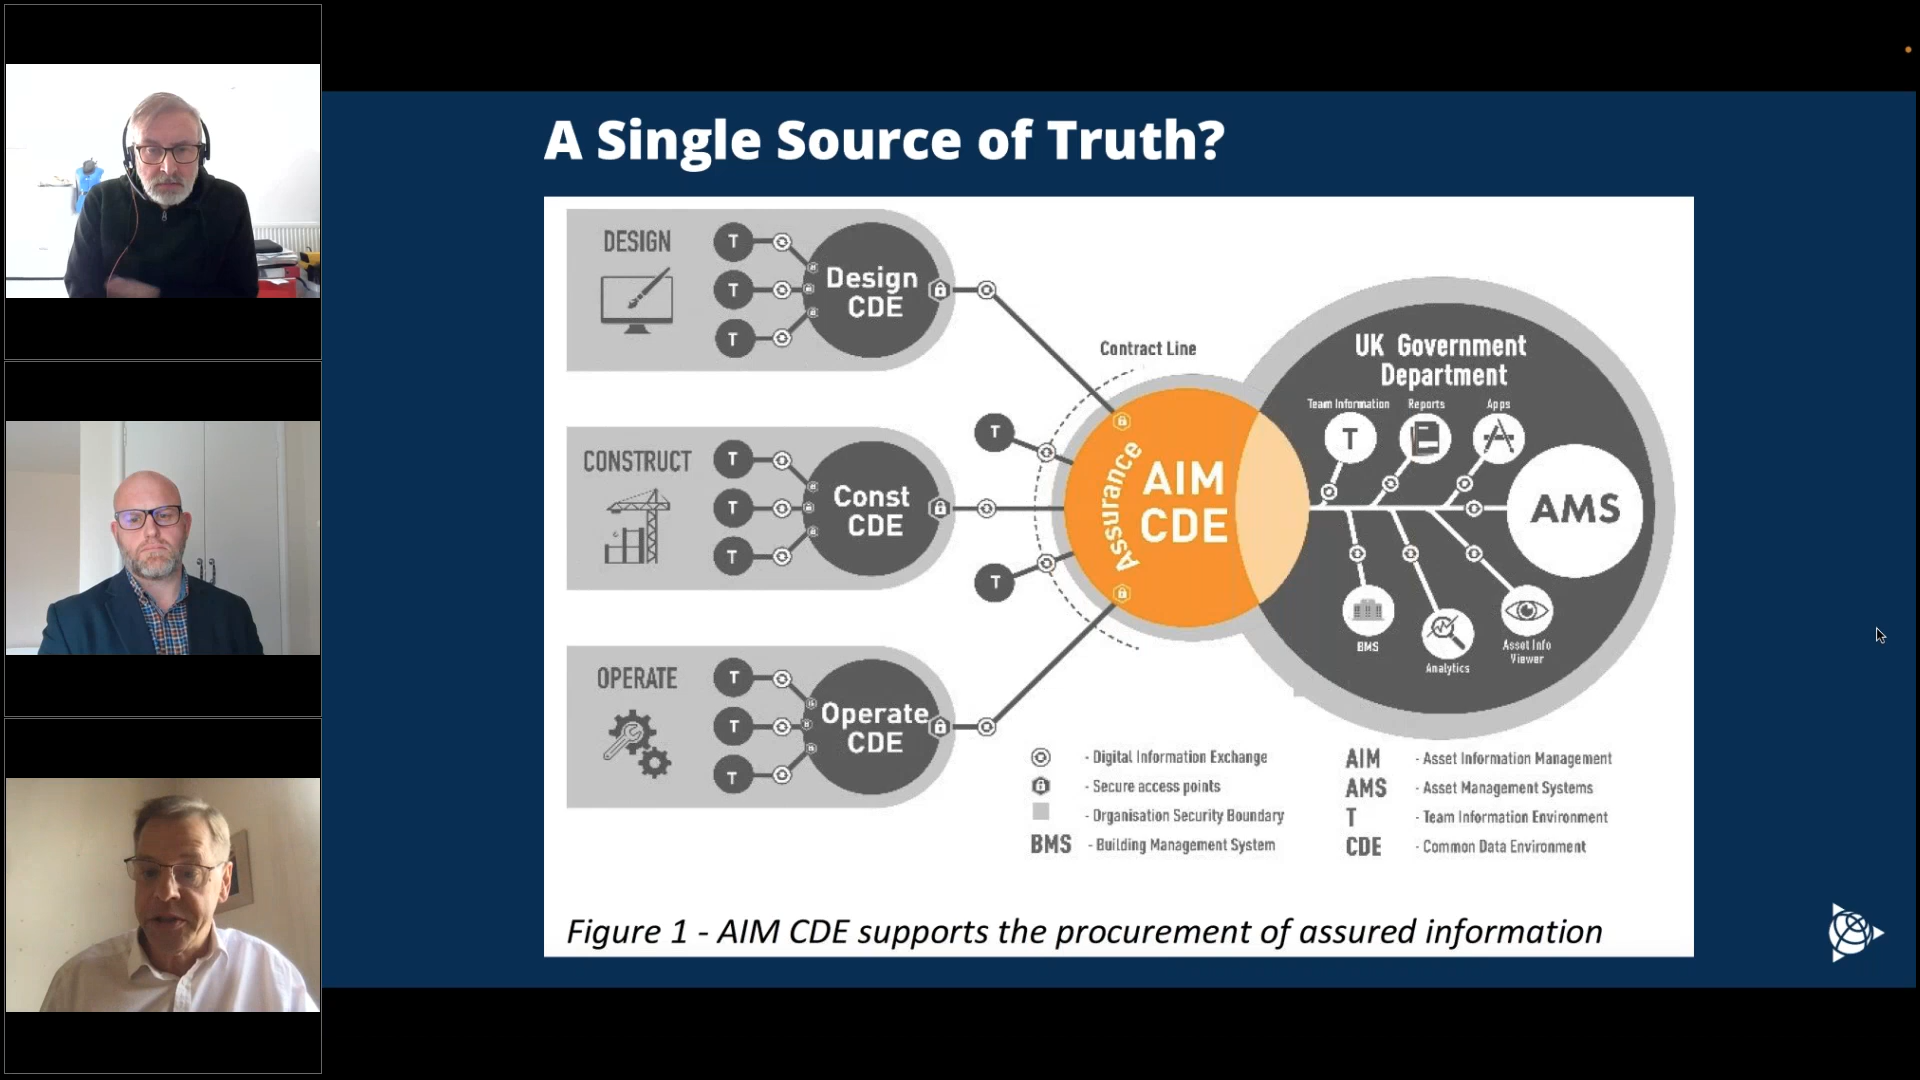 A Single Source of Truth?
DESIGN
T
T
T
Design
CDE
CONSTRUCT
T
T
T
Const
CDE
OPERATE
T
T
T
Operate
CDE
Contract Line
T
T
Assurance
AIM
CDE
UK Government
Department
Team Information
Reports
Apps
T
AMS
BMS
Analytics
Asset Info
Viewer
- Digital Information Exchange
- Secure access points
- Organisation Security Boundary
BMS - Building Management System
AIM - Asset Information Management
AMS - Asset Management Systems
T - Team Information Environment
CDE - Common Data Environment
Figure 1 - AIM CDE supports the procurement of assured information